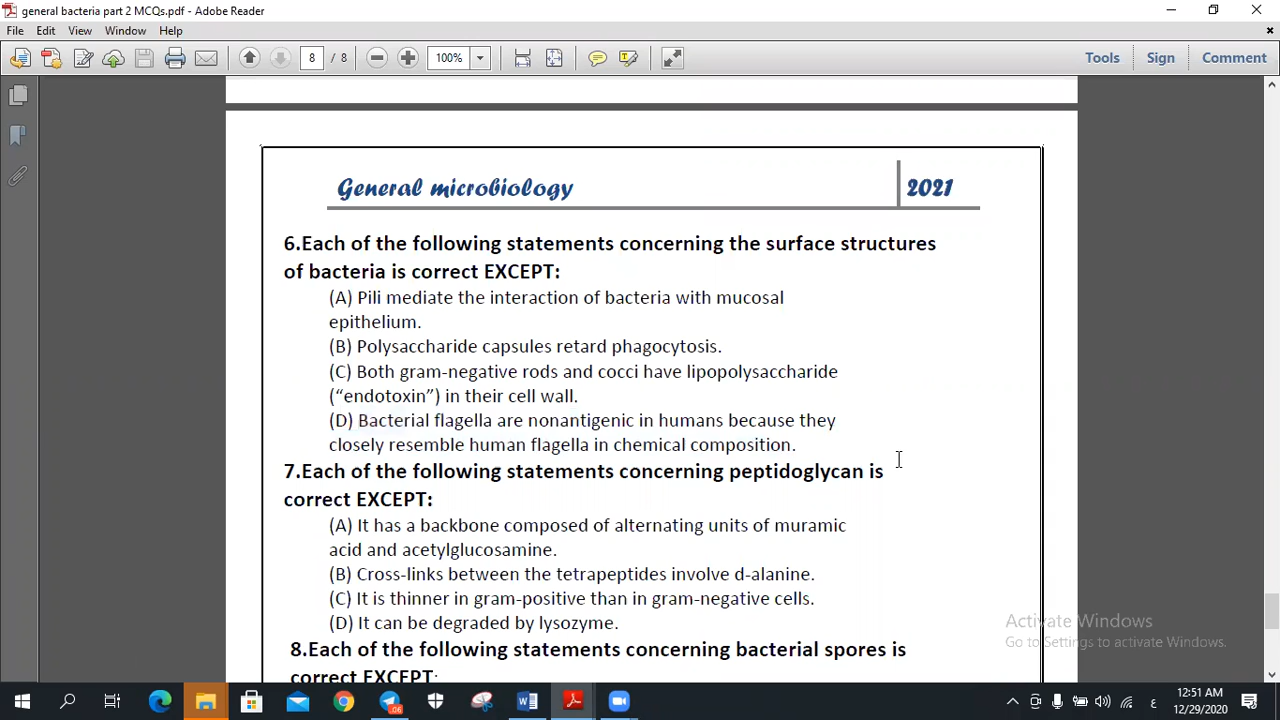 general bacteria part 2 MCQs.pdf - Adobe Reader
File Edit View Window Help
8 / 8 100% Tools Sign Comment
General microbiology 2021
6.Each of the following statements concerning the surface structures
of bacteria is correct EXCEPT:
(A) Pili mediate the interaction of bacteria with mucosal
epithelium.
(B) Polysaccharide capsules retard phagocytosis.
(C) Both gram-negative rods and cocci have lipopolysaccharide
(“endotoxin”) in their cell wall.
(D) Bacterial flagella are nonantigenic in humans because they
closely resemble human flagella in chemical composition.
7.Each of the following statements concerning peptidoglycan is
correct EXCEPT:
(A) It has a backbone composed of alternating units of muramic
acid and acetylglucosamine.
(B) Cross-links between the tetrapeptides involve d-alanine.
(C) It is thinner in gram-positive than in gram-negative cells.
(D) It can be degraded by lysozyme.
8.Each of the following statements concerning bacterial spores is
correct EXCEPT:
Activate Windows
Go to Settings to activate Windows.
06
ع
12:51 AM
12/29/2020